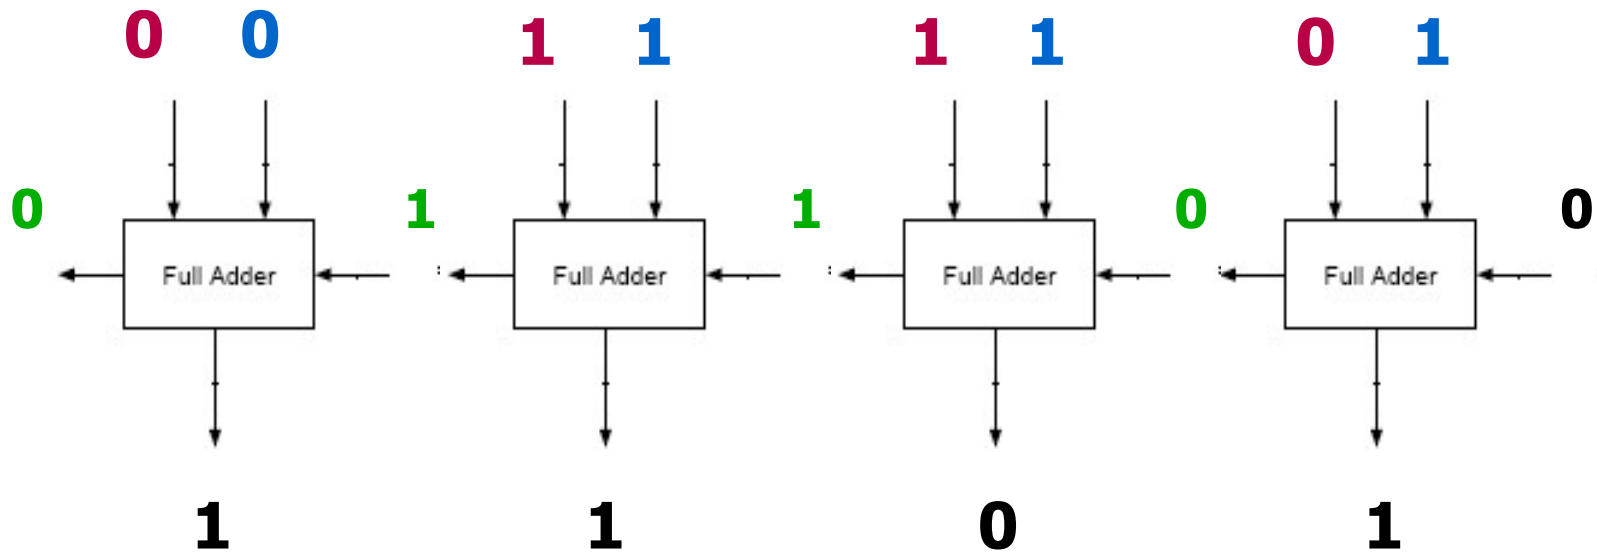 0 0 1 1 1 1 0 1
0 1 1 0 0
Full Adder Full Adder Full Adder Full Adder
1 1 0 1